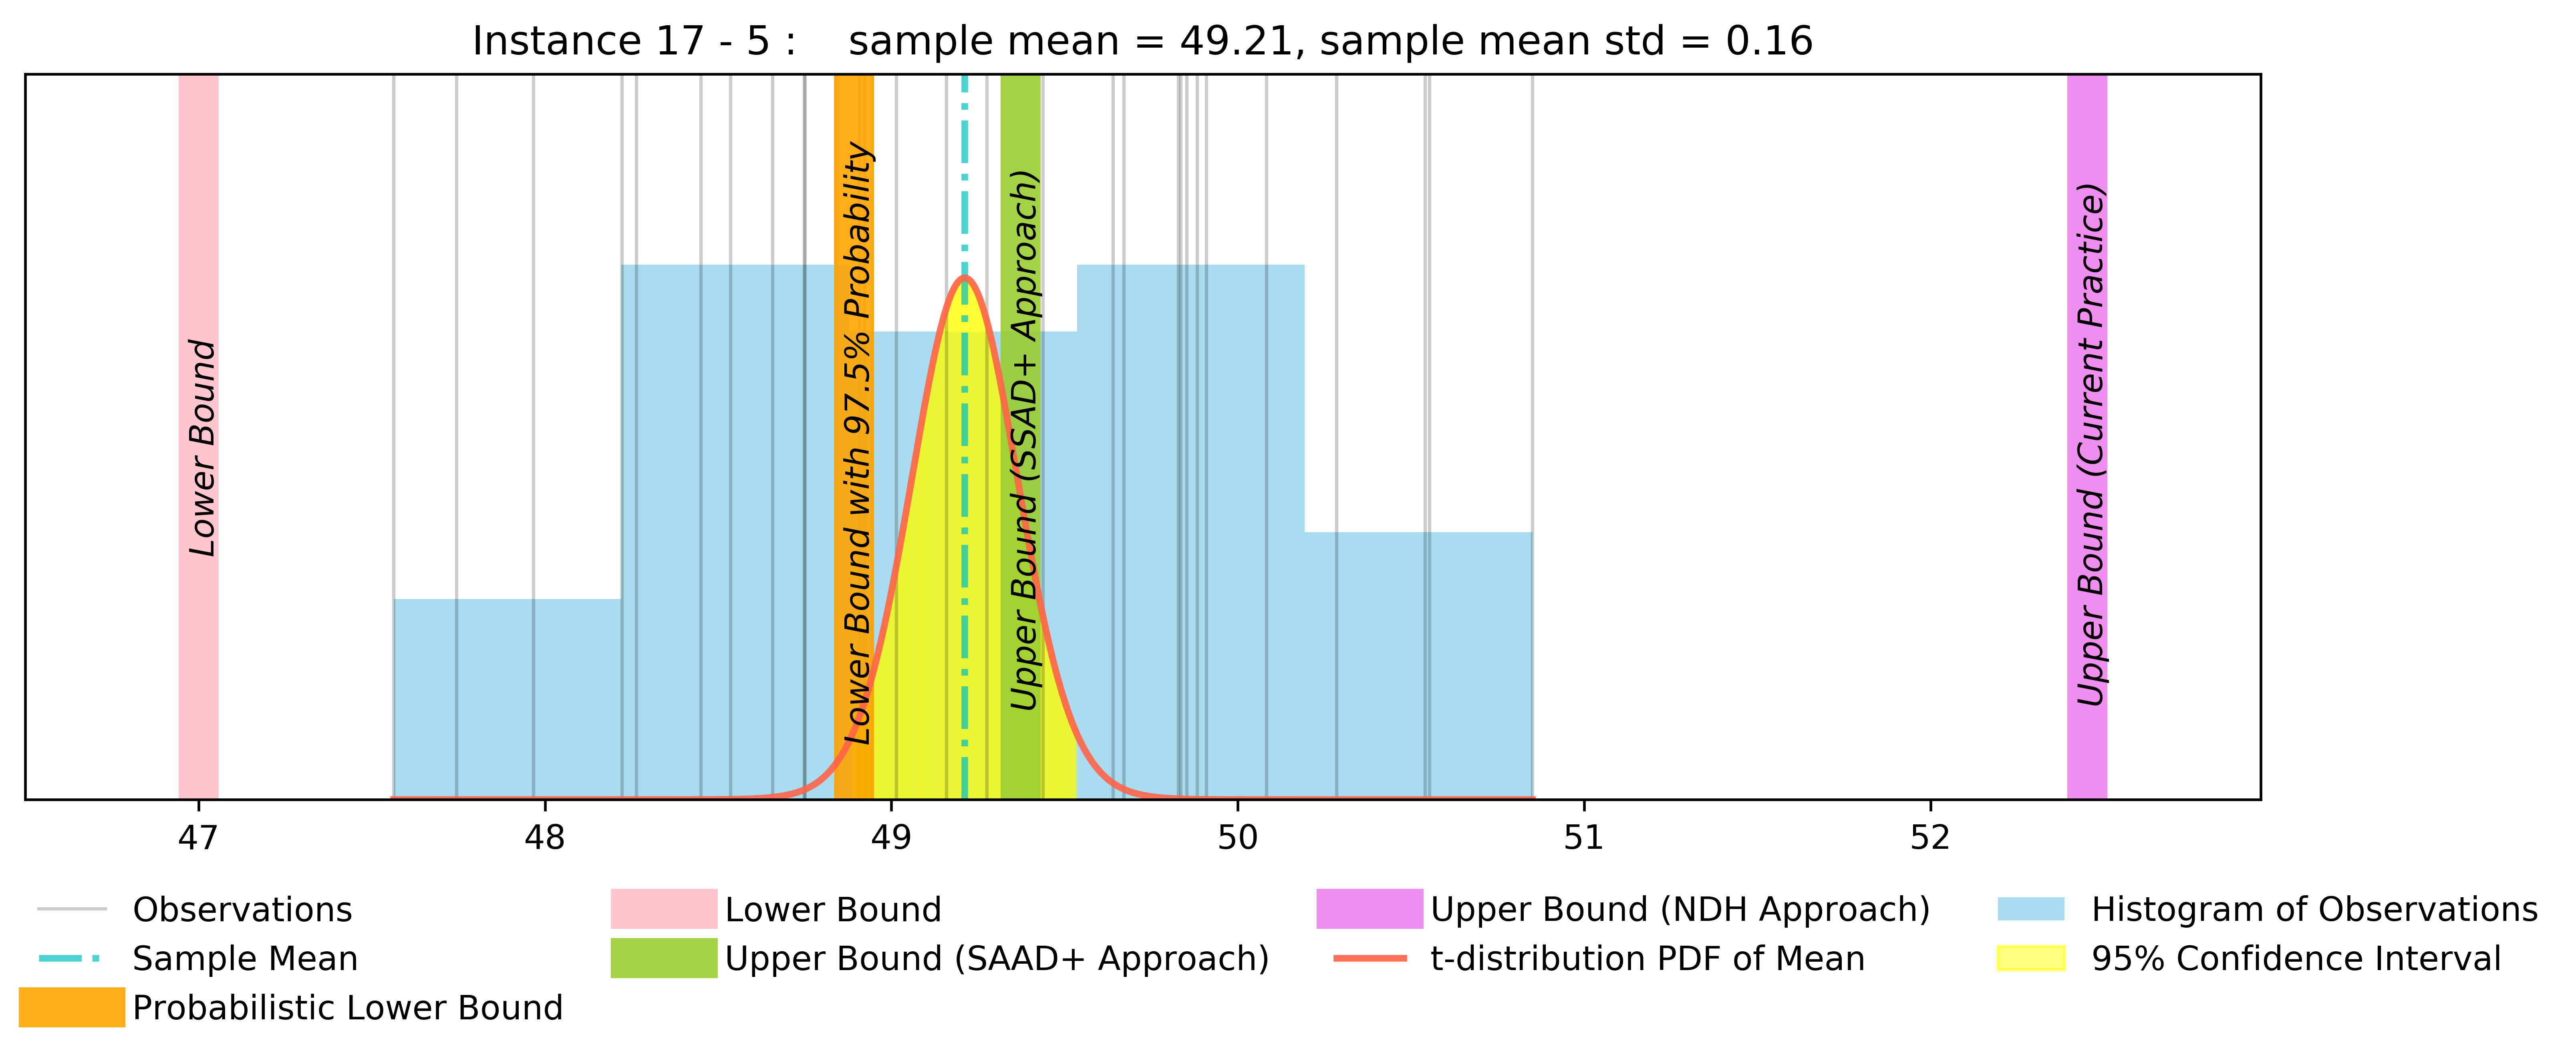 Instance 17 - 5 : sample mean = 49.21, sample mean std = 0.16
Lower Bound
Lower Bound with 97.5% Probability
Upper Bound (SSAD+ Approach)
Upper Bound (Current Practice)
47 48 49 50 51 52
Observations
Sample Mean
Probabilistic Lower Bound
Lower Bound
Upper Bound (SAAD+ Approach)
Upper Bound (NDH Approach)
t-distribution PDF of Mean
Histogram of Observations
95% Confidence Interval